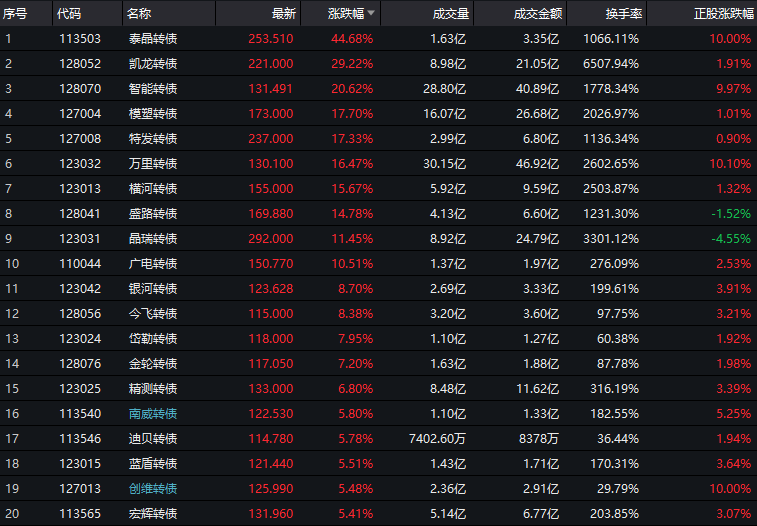 序号 代码 名称 最新 涨跌幅 成交量 成交金额 换手率 正股涨跌幅
1 113503 泰晶转债 253.510 44.68% 1.63亿 3.35亿 1066.11% 10.00%
2 128052 凯龙转债 221.000 29.22% 8.98亿 21.05亿 6507.94% 1.91%
3 128070 智能转债 131.491 20.62% 28.80亿 40.89亿 1778.34% 9.97%
4 127004 模塑转债 173.000 17.70% 16.07亿 26.68亿 2026.97% 1.01%
5 127008 特发转债 237.000 17.33% 2.99亿 6.80亿 1136.34% 0.90%
6 123032 万里转债 130.100 16.47% 30.15亿 46.92亿 2602.65% 10.10%
7 123013 横河转债 155.000 15.67% 5.92亿 9.59亿 2503.87% 1.32%
8 128041 盛路转债 169.880 14.78% 4.13亿 6.60亿 1231.30% -1.52%
9 123031 晶瑞转债 292.000 11.45% 8.92亿 24.79亿 3301.12% -4.55%
10 110044 广电转债 150.770 10.51% 1.37亿 1.97亿 276.09% 2.53%
11 123042 银河转债 123.628 8.70% 2.69亿 3.33亿 199.61% 3.91%
12 128056 今飞转债 115.000 8.38% 3.20亿 3.60亿 97.75% 3.21%
13 123024 岱勒转债 118.000 7.95% 1.10亿 1.27亿 60.38% 1.92%
14 128076 金轮转债 117.050 7.20% 1.63亿 1.88亿 87.78% 1.98%
15 123025 精测转债 133.000 6.80% 8.48亿 11.62亿 316.19% 3.39%
16 113540 南威转债 122.530 5.80% 1.10亿 1.33亿 182.55% 5.25%
17 113546 迪贝转债 114.780 5.78% 7402.60万 8378万 36.44% 1.94%
18 123015 蓝盾转债 121.440 5.51% 1.43亿 1.71亿 170.31% 3.64%
19 127013 创维转债 125.990 5.48% 2.36亿 2.91亿 29.79% 10.00%
20 113565 宏辉转债 131.960 5.41% 5.14亿 6.77亿 203.85% 3.07%